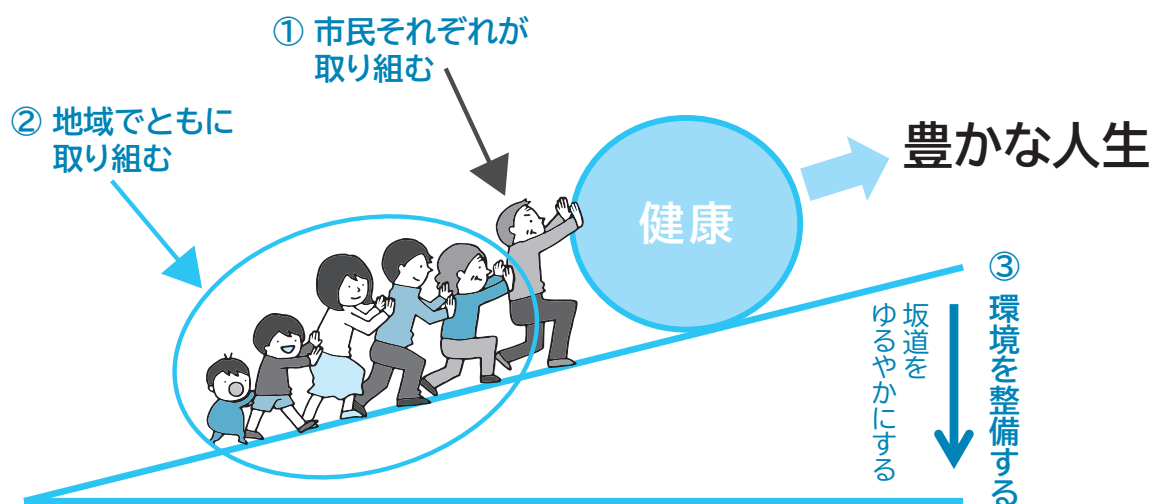 ① 市民それぞれが
取り組む
② 地域でともに
取り組む
健康
豊かな人生
③ 環境を整備する
坂道を
ゆるやかにする